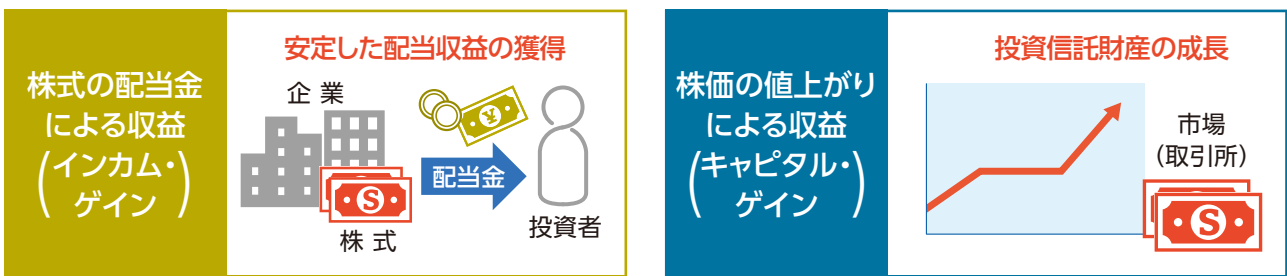 株式の配当金
による収益
(インカム・
ゲイン)
安定した配当収益の獲得
企業
¥
配当金
S
株式
投資者
株価の値上がり
による収益
(キャピタル・
ゲイン)
投資信託財産の成長
市場
(取引所)
S